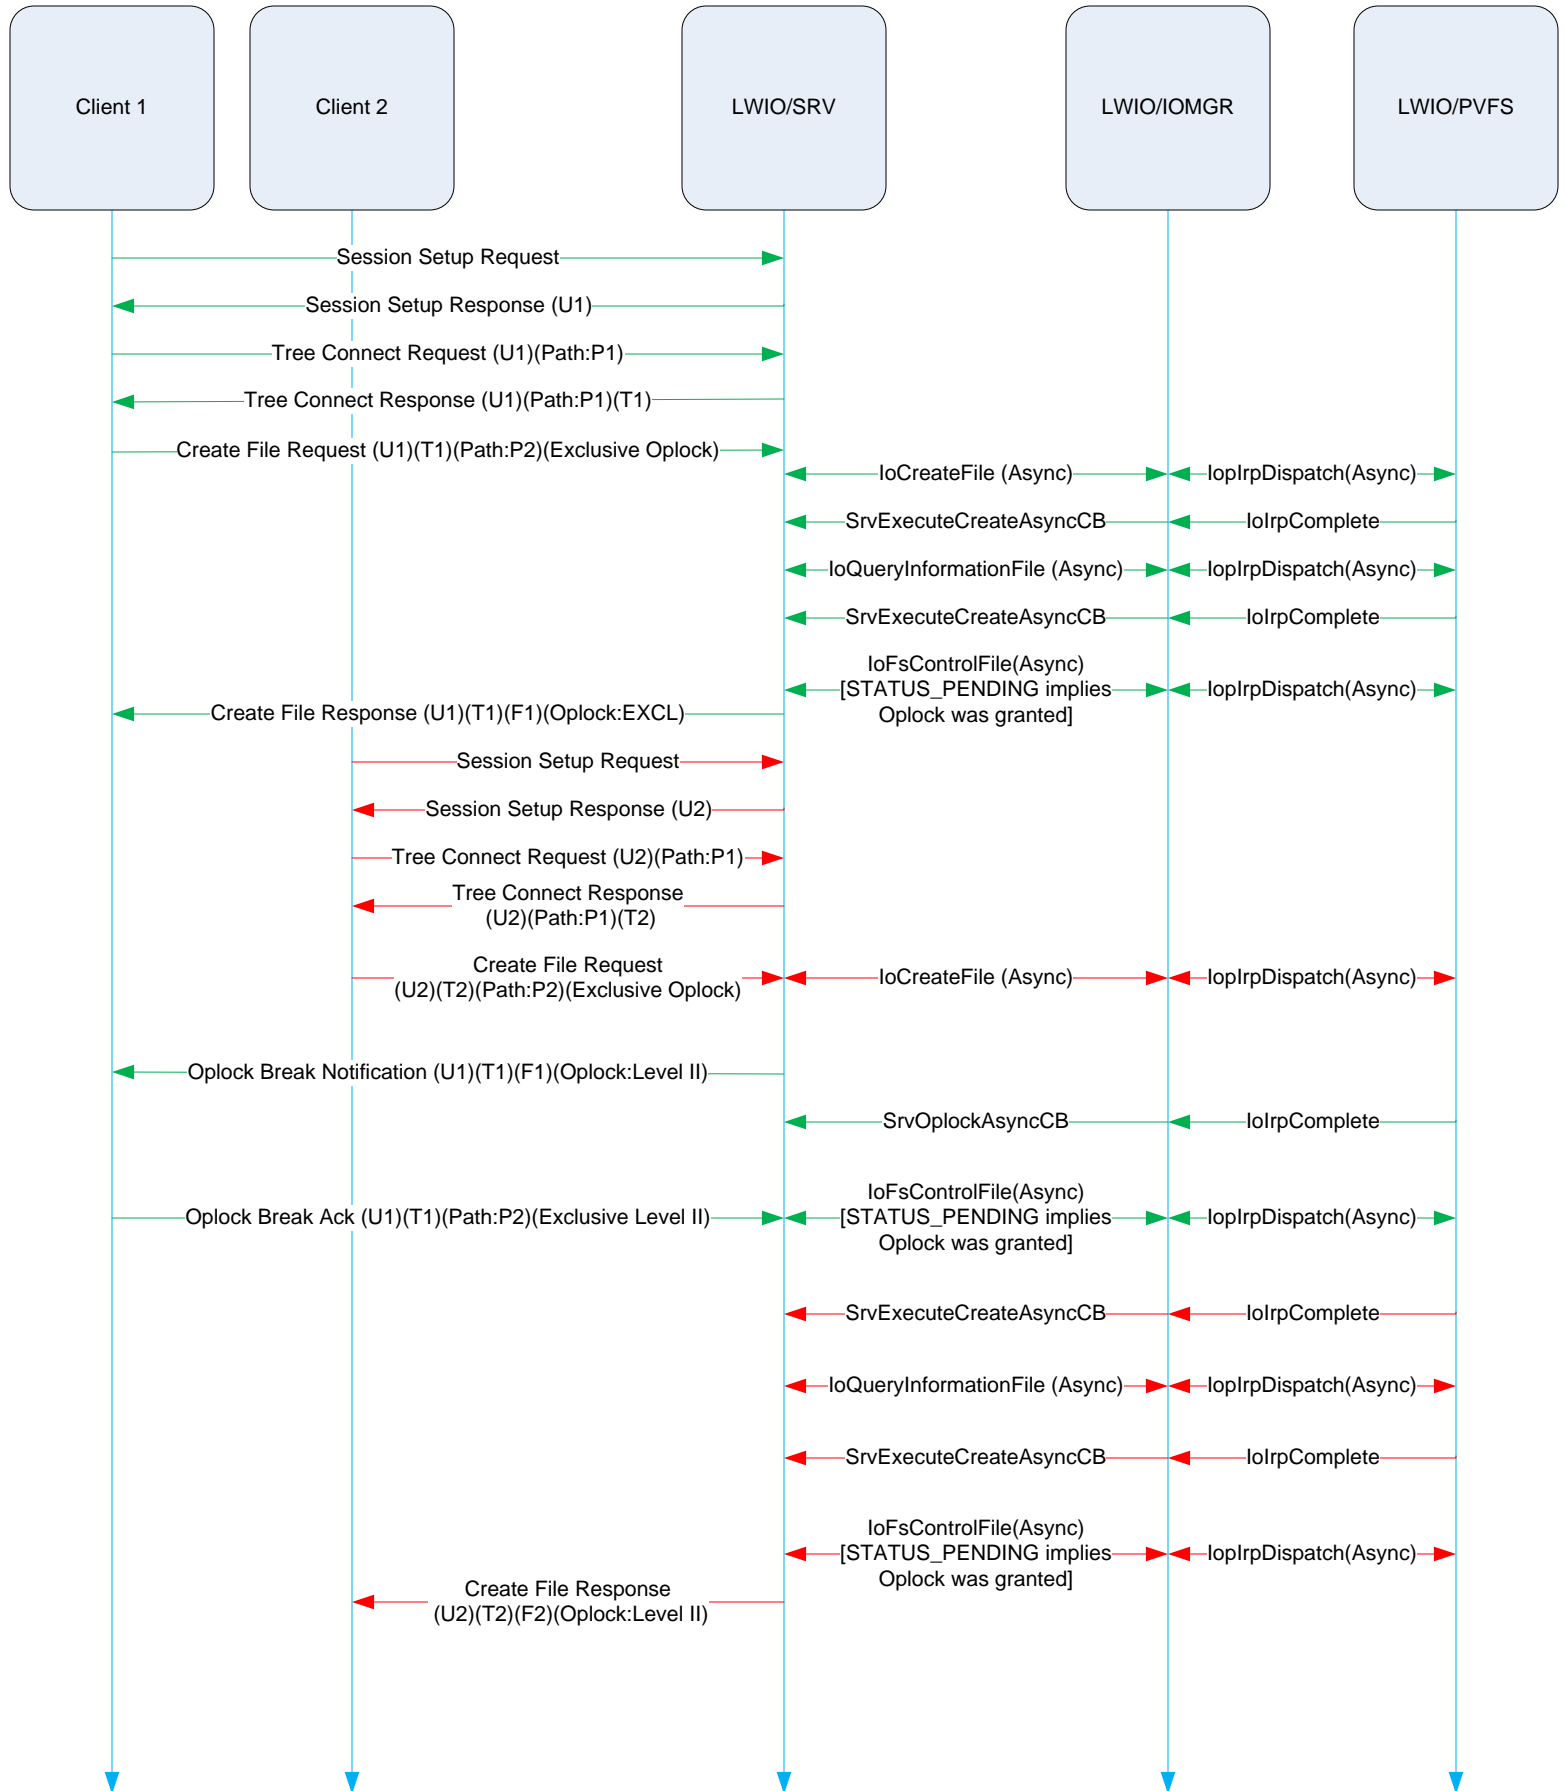 Client 1
Client 2
LWIO/SRV
LWIO/IOMGR
LWIO/PVFS
Session Setup Request
Session Setup Response (U1)
Tree Connect Request (U1)(Path:P1)
Tree Connect Response (U1)(Path:P1)(T1)
Create File Request (U1)(T1)(Path:P2)(Exclusive Oplock)
IoCreateFile (Async)
IopIrpDispatch(Async)
SrvExecuteCreateAsyncCB
IoIrpComplete
IoQueryInformationFile (Async)
IopIrpDispatch(Async)
SrvExecuteCreateAsyncCB
IoIrpComplete
IoFsControlFile(Async)
[STATUS_PENDING implies
Oplock was granted]
IopIrpDispatch(Async)
Create File Response (U1)(T1)(F1)(Oplock:EXCL)
Session Setup Request
Session Setup Response (U2)
Tree Connect Request (U2)(Path:P1)
Tree Connect Response
(U2)(Path:P1)(T2)
Create File Request
(U2)(T2)(Path:P2)(Exclusive Oplock)
IoCreateFile (Async)
IopIrpDispatch(Async)
Oplock Break Notification (U1)(T1)(F1)(Oplock:Level II)
SrvOplockAsyncCB
IoIrpComplete
Oplock Break Ack (U1)(T1)(Path:P2)(Exclusive Level II)
IoFsControlFile(Async)
[STATUS_PENDING implies
Oplock was granted]
IopIrpDispatch(Async)
SrvExecuteCreateAsyncCB
IoIrpComplete
IoQueryInformationFile (Async)
IopIrpDispatch(Async)
SrvExecuteCreateAsyncCB
IoIrpComplete
IoFsControlFile(Async)
[STATUS_PENDING implies
Oplock was granted]
IopIrpDispatch(Async)
Create File Response
(U2)(T2)(F2)(Oplock:Level II)